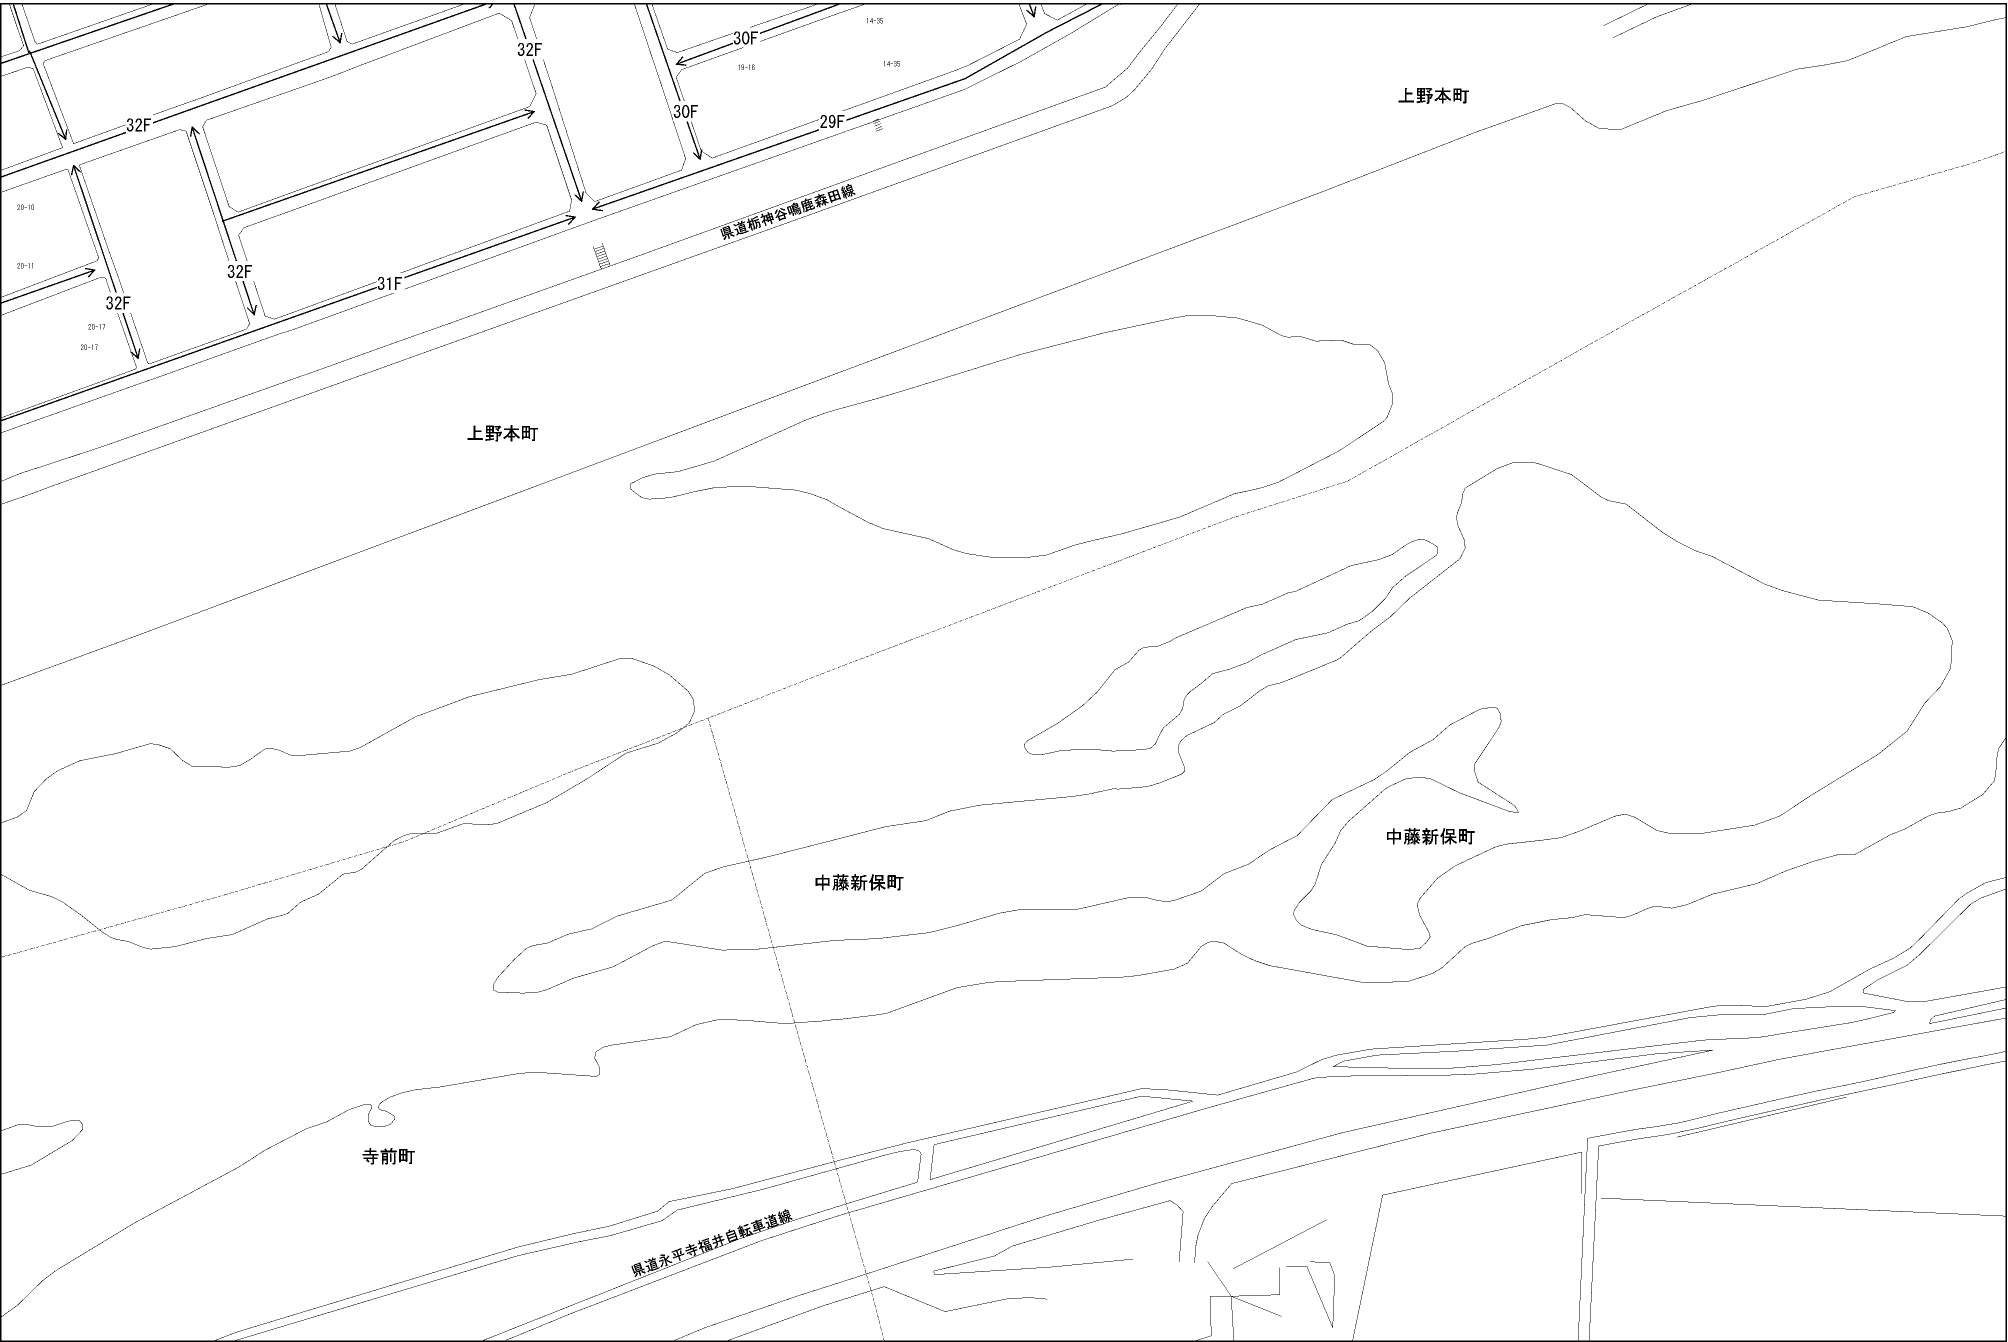 14-35
30F
32F
19-16
14-35
上野本町
30F
29F
32F
県道栃神谷鳴鹿森田線
20-10
20-11
32F
31F
32F
20-17
20-17
上野本町
中藤新保町
中藤新保町
寺前町
県道永平寺福井自転車道線